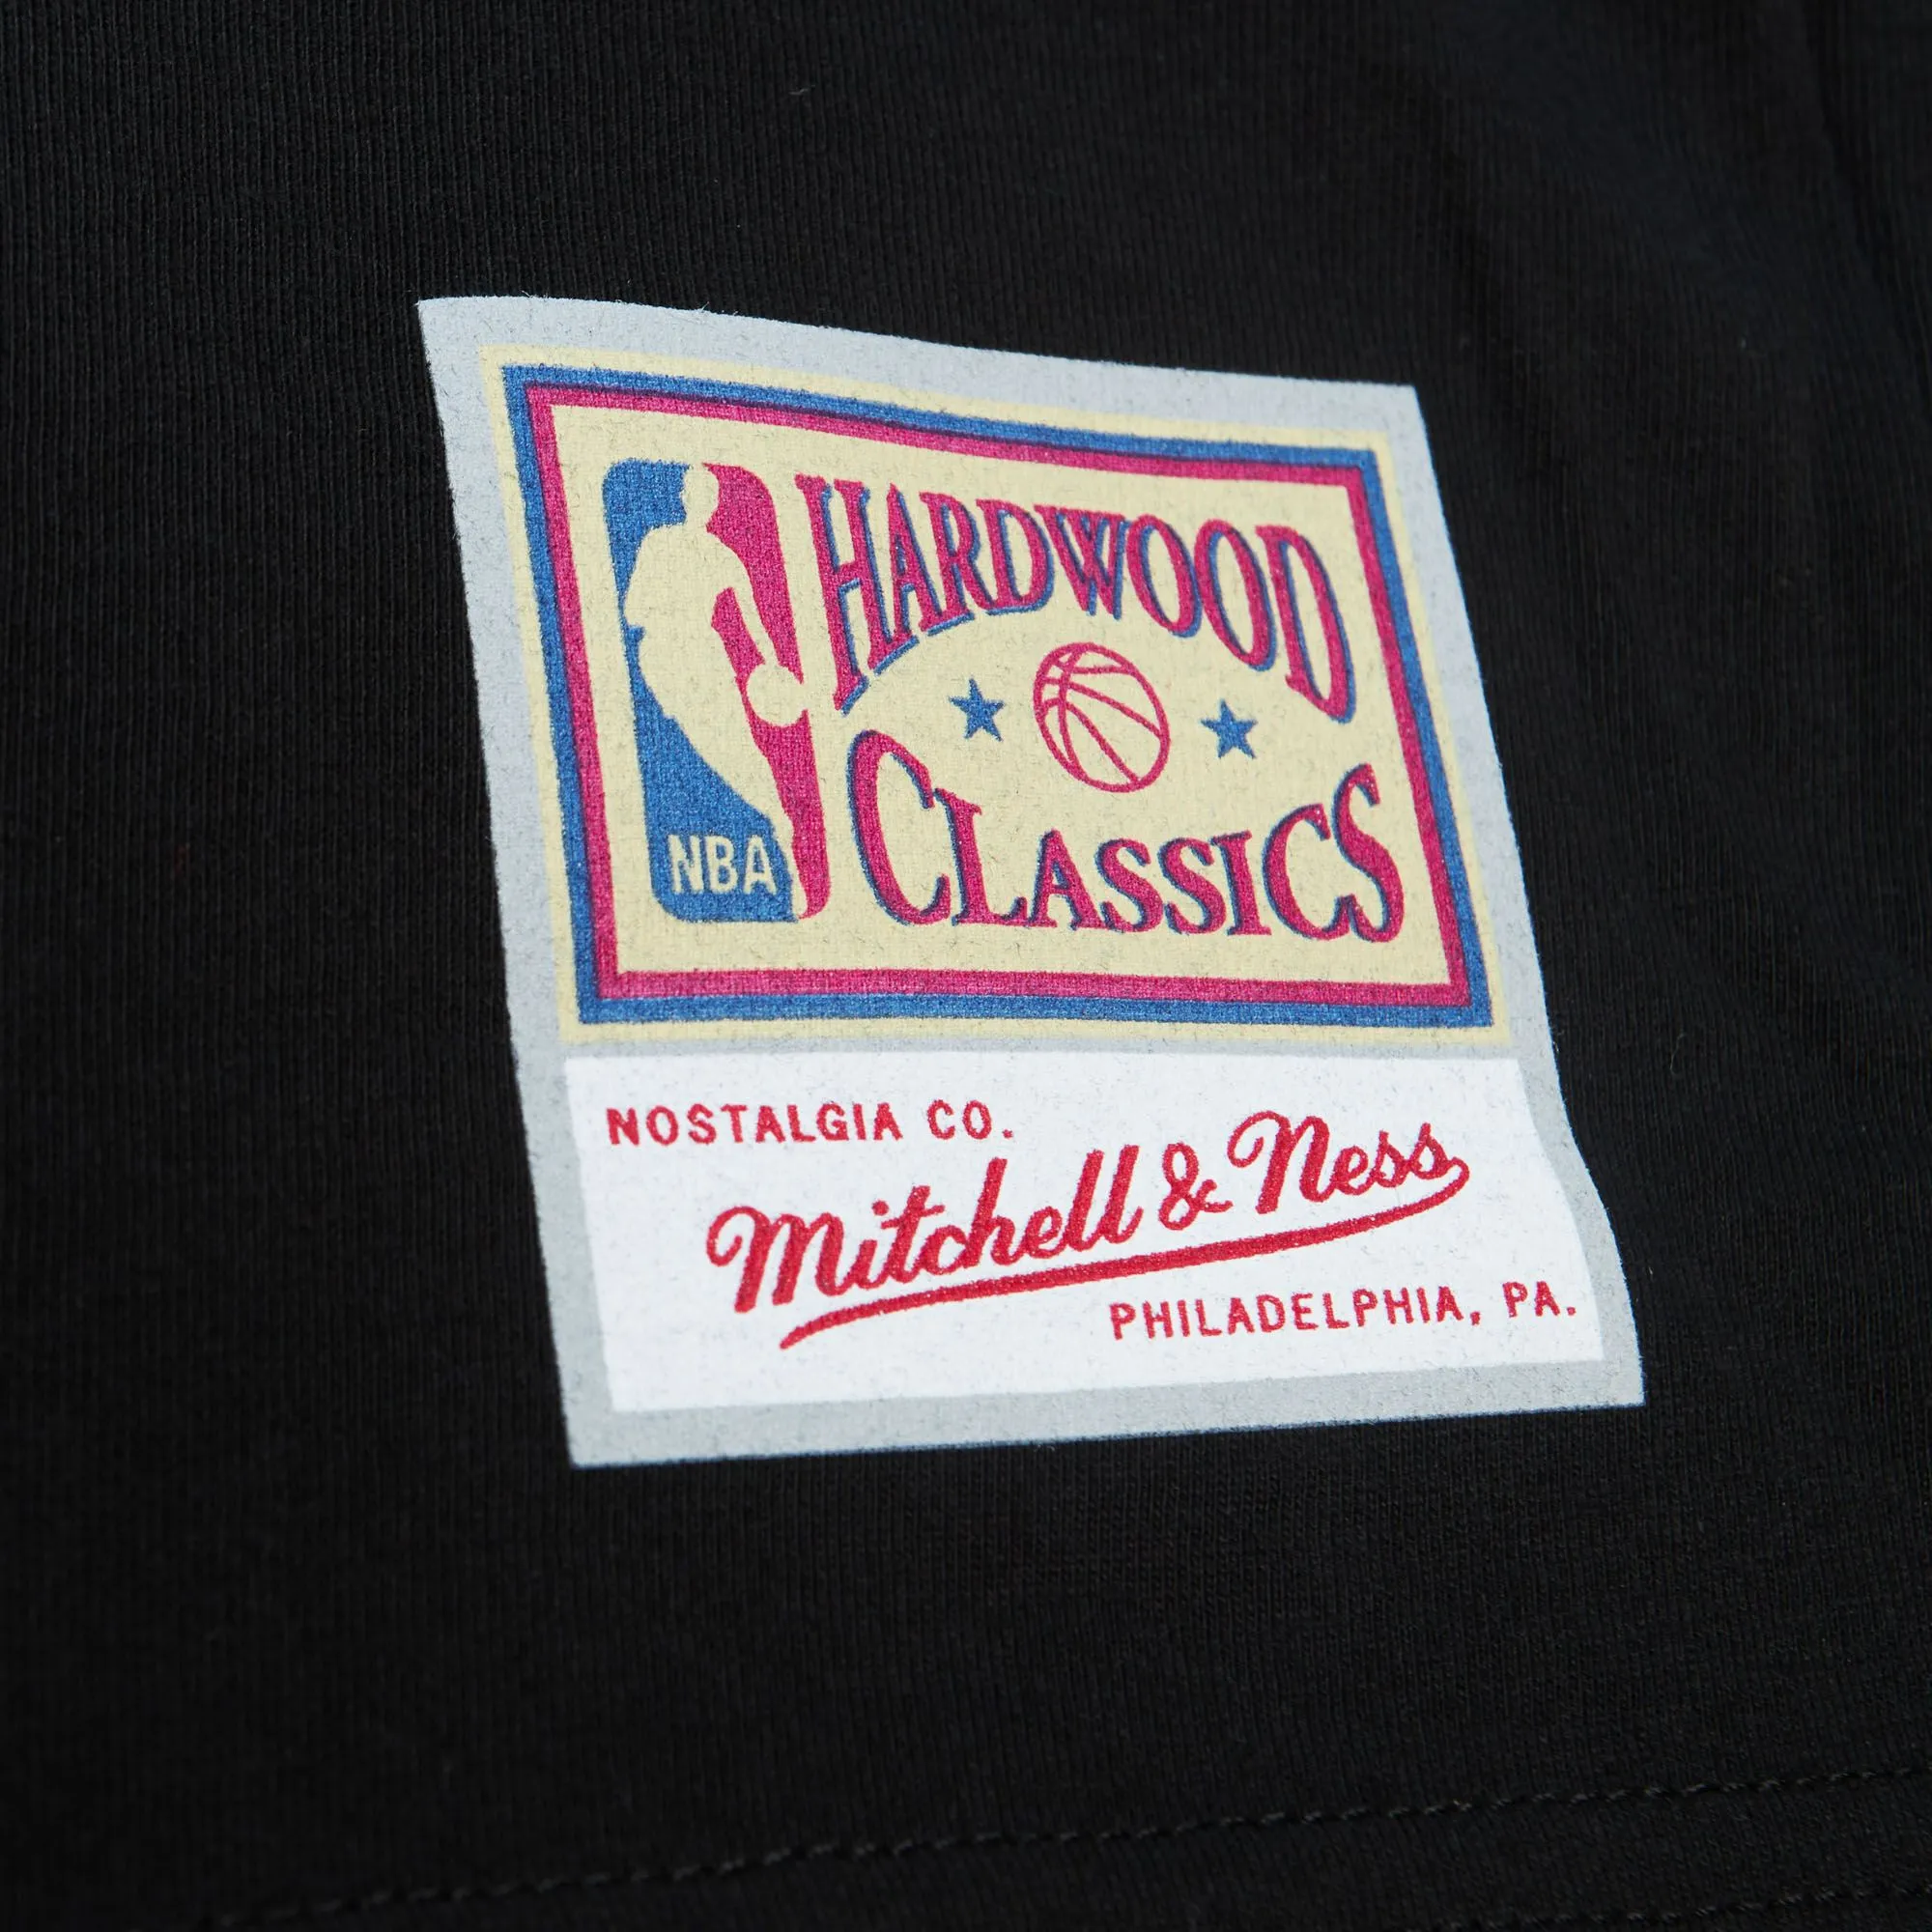 HARDWOOD
CLASSICS
NBA
NOSTALGIA CO.
Mitchell & Ness
PHILADELPHIA, PA.